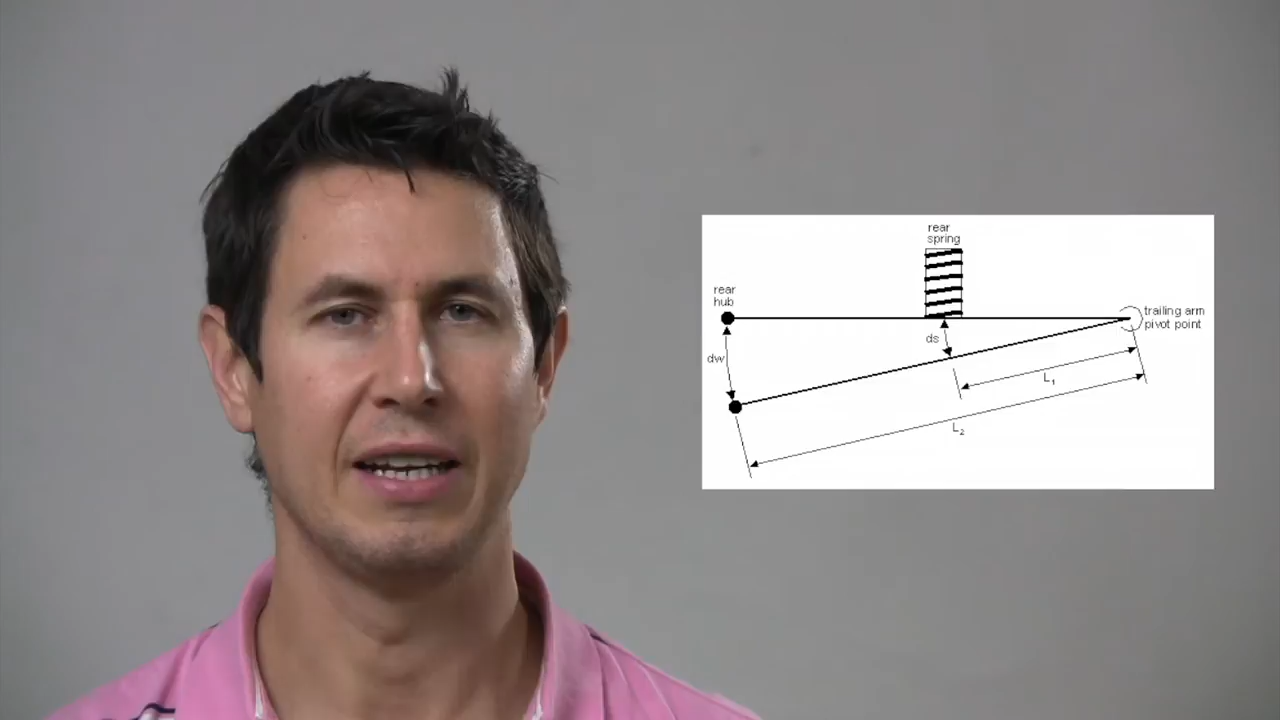 rear
spring
rear
hub
trailing arm
pivot point
ds
dw
L₁
L₂